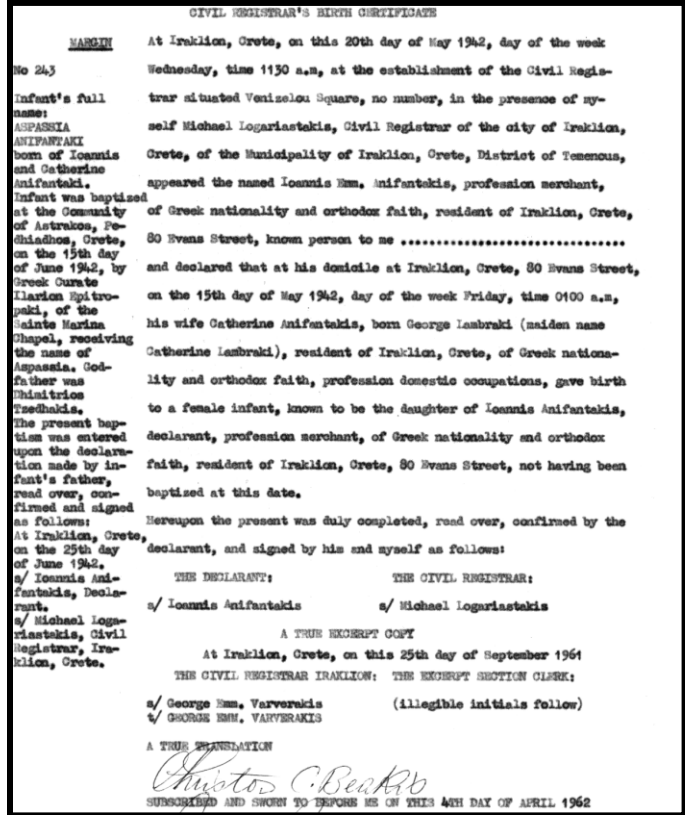 CIVIL REGISTRAR'S BIRTH CERTIFICATE
MARGIN
No 243
Infant's full
name:
ASPASSIA
ANIFANTAKI
born of Ioannis
and Catherine
Anifantaki.
Infant was baptized
at the Community
of Astrakos, Pe-
dhiadhos, Crete,
on the 15th day
of June 1942, by
Greek Curate
Ilarion Epitro-
paki, of the
Sainte Marina
Chapel, receiving
the name of
Aspassia. God-
father was
Dhimitrios
Tzedhakis.
The present bap-
tism was entered
upon the declara-
tion made by in-
fant's father,
read over, con-
firmed and signed
as follows:
At Iraklion, Crete,
on the 25th day
of June 1942.
s/ Ioannis Ani-
fantakis, Decla-
rant.
s/ Michael Loga-
riastakis, Civil
Registrar, Ira-
klion, Crete.
At Iraklion, Crete, on this 20th day of May 1942, day of the week
Wednesday, time 1130 a.m, at the establishment of the Civil Regis-
trar situated Venizelou Square, no number, in the presence of my-
self Michael Logariastakis, Civil Registrar of the city of Iraklion,
Crete, of the Municipality of Iraklion, Crete, District of Temenous,
appeared the named Ioannis Emm. Anifantakis, profession merchant,
of Greek nationality and orthodox faith, resident of Iraklion, Crete,
80 Evans Street, known person to me ..............................
and declared that at his domicile at Iraklion, Crete, 80 Evans Street,
on the 15th day of May 1942, day of the week Friday, time 0100 a.m,
his wife Catherine Anifantakis, born George Lambraki (maiden name
Catherine Lambraki), resident of Iraklion, Crete, of Greek nationa-
lity and orthodox faith, profession domestic occupations, gave birth
to a female infant, known to be the daughter of Ioannis Anifantakis,
declarant, profession merchant, of Greek nationality and orthodox
faith, resident of Iraklion, Crete, 80 Evans Street, not having been
baptized at this date.
Hereupon the present was duly completed, read over, confirmed by the
declarant, and signed by him and myself as follows:
THE DECLARANT: THE CIVIL REGISTRAR:
s/ Ioannis Anifantakis s/ Michael Logariastakis
A TRUE EXCERPT COPY
At Iraklion, Crete, on this 25th day of September 1961
THE CIVIL REGISTRAR IRAKLION: THE EXCERPT SECTION CLERK:
s/ George Emm. Varverakis (illegible initials follow)
t/ GEORGE EMM. VARVERAKIS
A TRUE TRANSLATION
Christos C. Beakis
SUBSCRIBED AND SWORN TO BEFORE ME ON THIS 4TH DAY OF APRIL 1962